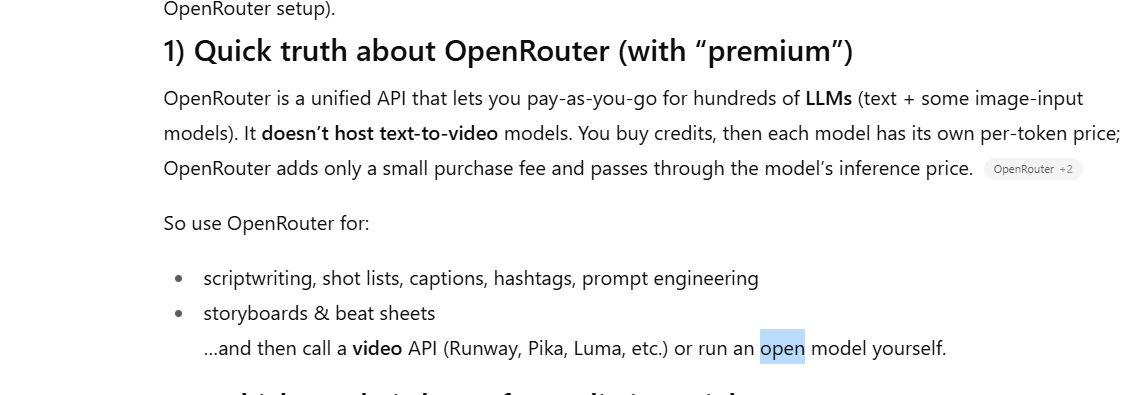 OpenRouter setup).
1) Quick truth about OpenRouter (with “premium”)
OpenRouter is a unified API that lets you pay-as-you-go for hundreds of LLMs (text + some image-input
models). It doesn’t host text-to-video models. You buy credits, then each model has its own per-token price;
OpenRouter adds only a small purchase fee and passes through the model’s inference price. OpenRouter +2
So use OpenRouter for:
• scriptwriting, shot lists, captions, hashtags, prompt engineering
• storyboards & beat sheets
…and then call a video API (Runway, Pika, Luma, etc.) or run an open model yourself.